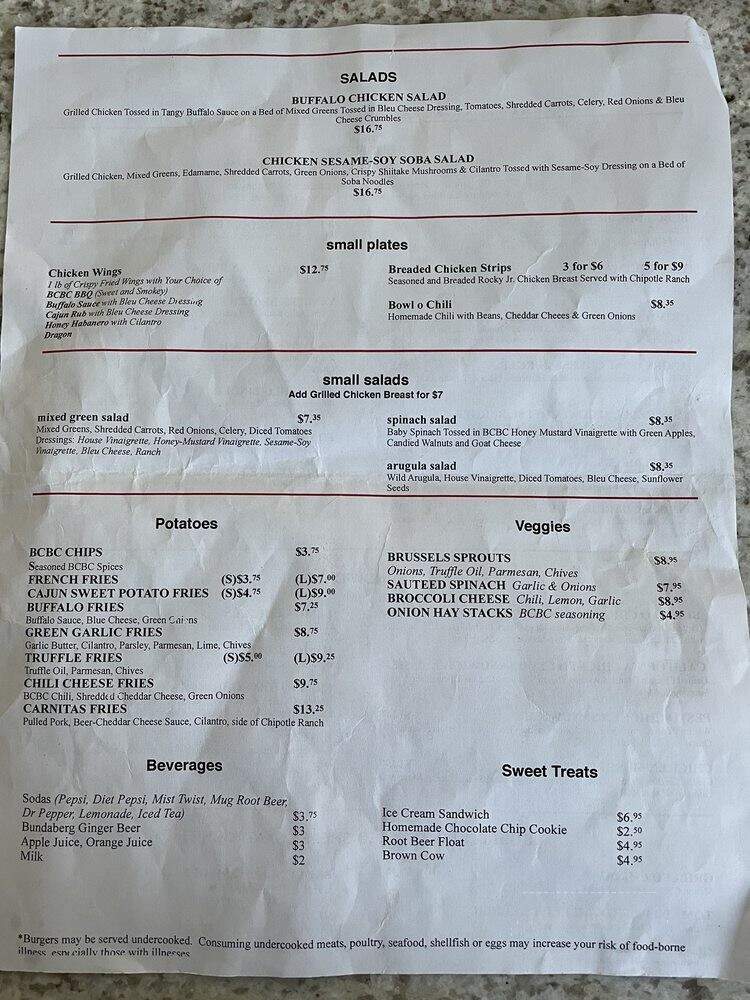 SALADS
BUFFALO CHICKEN SALAD
Grilled Chicken Tossed in Tangy Buffalo Sauce on a Bed of Mixed Greens Tossed in Bleu Cheese Dressing, Tomatoes, Shredded Carrots, Celery, Red Onions & Bleu
Cheese Crumbles
$16.75
CHICKEN SESAME-SOY SOBA SALAD
Grilled Chicken, Mixed Greens, Edamame, Shredded Carrots, Green Onions, Crispy Shiitake Mushrooms & Cilantro Tossed with Sesame-Soy Dressing on a Bed of
Soba Noodles
$16.75
small plates
Chicken Wings $12.75
1 lb of Crispy Fried Wings with Your Choice of
BCBC BBQ (Sweet and Smokey)
Buffalo Sauce with Bleu Cheese Dressing
Cajun Rub with Bleu Cheese Dressing
Honey Habanero with Cilantro
Dragon
Breaded Chicken Strips 3 for $6 5 for $9
Seasoned and Breaded Rocky Jr. Chicken Breast Served with Chipotle Ranch
Bowl o Chili $8.35
Homemade Chili with Beans, Cheddar Cheees & Green Onions
small salads
Add Grilled Chicken Breast for $7
mixed green salad $7.35
Mixed Greens, Shredded Carrots, Red Onions, Celery, Diced Tomatoes
Dressings: House Vinaigrette, Honey-Mustard Vinaigrette, Sesame-Soy
Vinaigrette, Bleu Cheese, Ranch
spinach salad $8.35
Baby Spinach Tossed in BCBC Honey Mustard Vinaigrette with Green Apples,
Candied Walnuts and Goat Cheese
arugula salad $8.35
Wild Arugula, House Vinaigrette, Diced Tomatoes, Bleu Cheese, Sunflower
Seeds
Potatoes
BCBC CHIPS $3.75
Seasoned BCBC Spices
FRENCH FRIES (S)$3.75 (L)$7.00
CAJUN SWEET POTATO FRIES (S)$4.75 (L)$9.00
BUFFALO FRIES $7.25
Buffalo Sauce, Blue Cheese, Green
GREEN GARLIC FRIES $8.75
Garlic Butter, Cilantro, Parsley, Parmesan, Lime, Chives
TRUFFLE FRIES (S)$5.00 (L)$9.25
Truffle Oil, Parmesan, Chives
CHILI CHEESE FRIES $9.75
BCBC Chili, Shredded Cheddar Cheese, Green Onions
CARNITAS FRIES $13.25
Pulled Pork, Beer-Cheddar Cheese Sauce, Cilantro, side of Chipotle Ranch
Veggies
BRUSSELS SPROUTS $8.95
Onions, Truffle Oil, Parmesan, Chives
SAUTEED SPINACH Garlic & Onions $7.95
BROCCOLI CHEESE Chili, Lemon, Garlic $8.95
ONION HAY STACKS BCBC seasoning $4.95
Beverages
Sodas (Pepsi, Diet Pepsi, Mist Twist, Mug Root Beer,
Dr Pepper, Lemonade, Iced Tea) $3.75
Bundaberg Ginger Beer $3
Apple Juice, Orange Juice $3
Milk $2
Sweet Treats
Ice Cream Sandwich $6.95
Homemade Chocolate Chip Cookie $2.50
Root Beer Float $4.95
Brown Cow $4.95
*Burgers may be served undercooked. Consuming undercooked meats, poultry, seafood, shellfish or eggs may increase your risk of food-borne
illness, especially those with illnesses